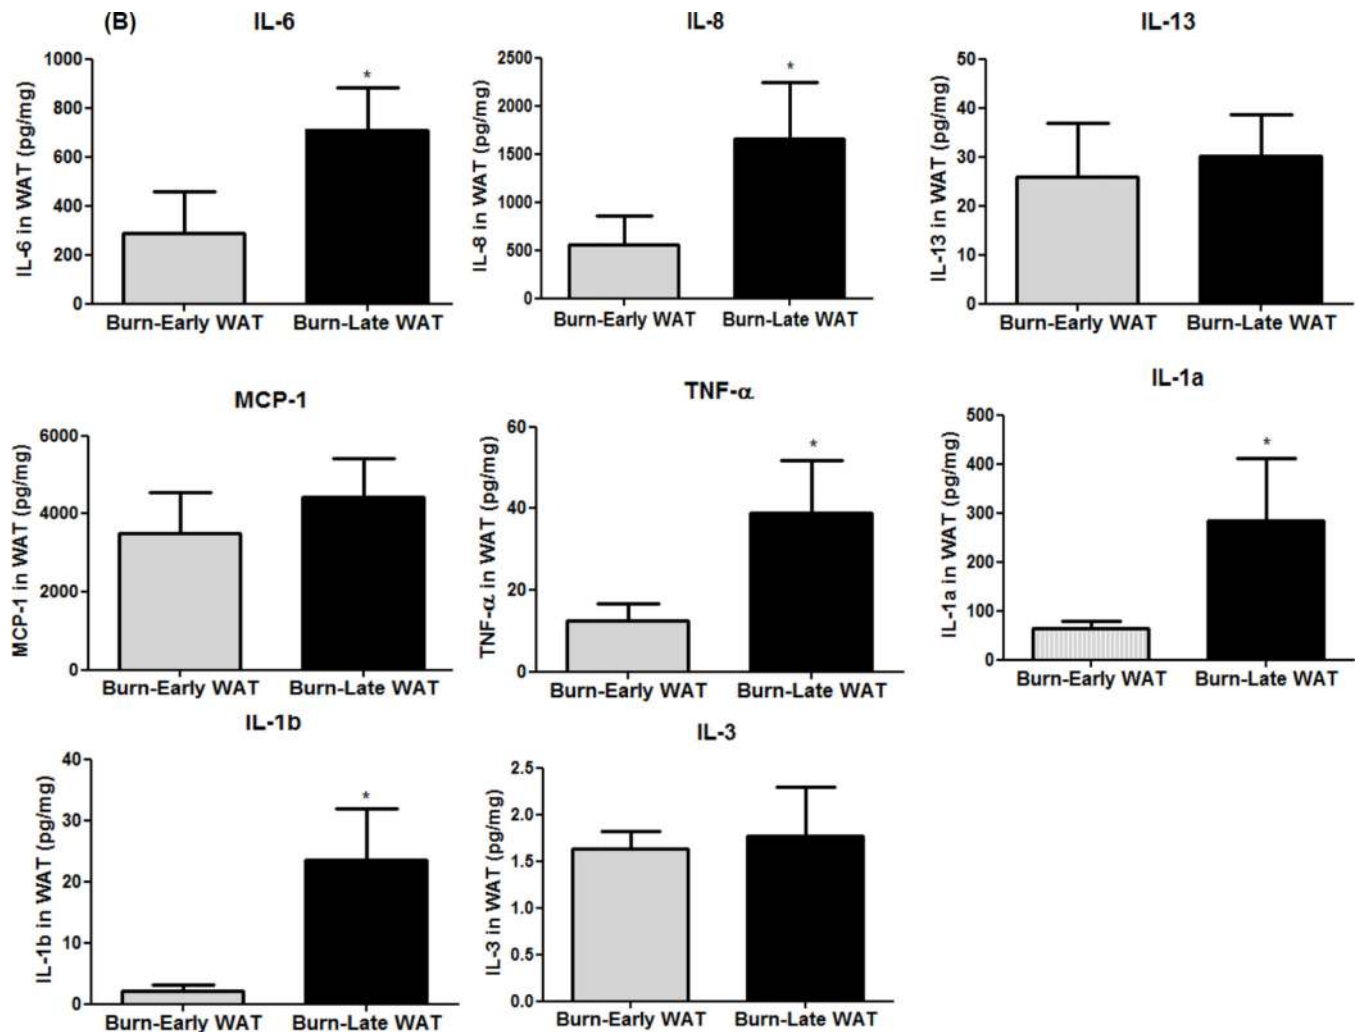 (B)
IL-6
IL-6 in WAT (pg/mg)
1000
800
600
400
200
0
*
Burn-Early WAT Burn-Late WAT
IL-8
IL-8 in WAT (pg/mg)
2500
2000
1500
1000
500
0
*
Burn-Early WAT Burn-Late WAT
IL-13
IL-13 in WAT (pg/mg)
50
40
30
20
10
0
Burn-Early WAT Burn-Late WAT
MCP-1
MCP-1 in WAT (pg/mg)
6000
4000
2000
0
Burn-Early WAT Burn-Late WAT
TNF-α
TNF-α in WAT (pg/mg)
60
40
20
0
*
Burn-Early WAT Burn-Late WAT
IL-1a
IL-1a in WAT (pg/mg)
500
400
300
200
100
0
*
Burn-Early WAT Burn-Late WAT
IL-1b
IL-1b in WAT (pg/mg)
40
30
20
10
0
*
Burn-Early WAT Burn-Late WAT
IL-3
IL-3 in WAT (pg/mg)
2.5
2.0
1.5
1.0
0.5
0.0
Burn-Early WAT Burn-Late WAT